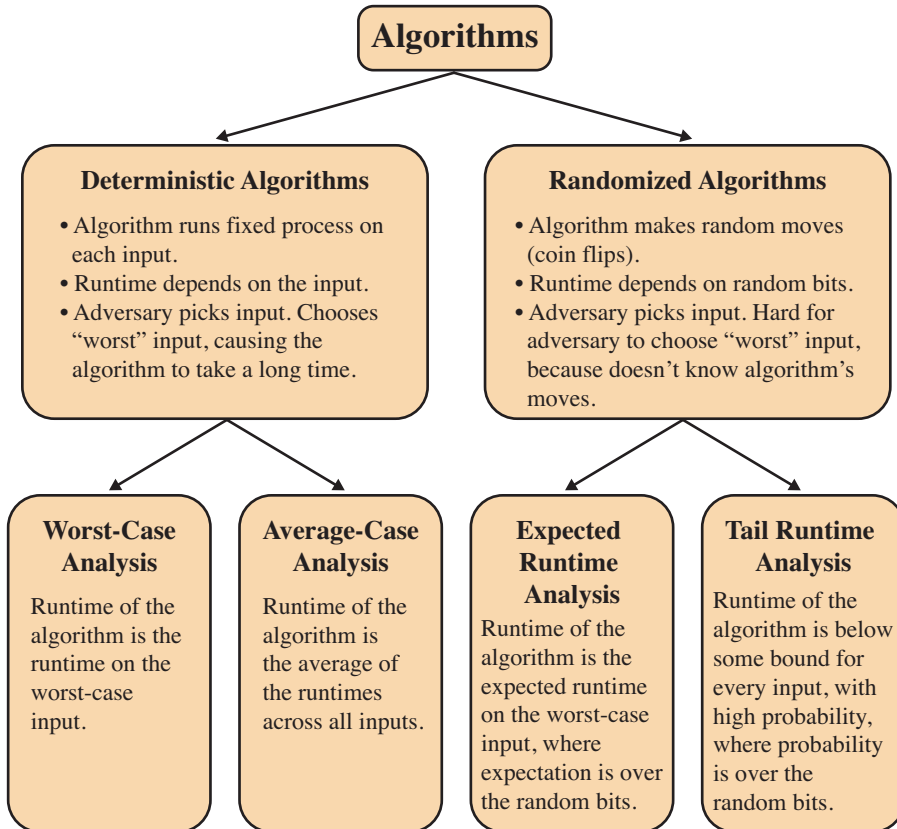 Algorithms
Deterministic Algorithms
• Algorithm runs fixed process on
each input.
• Runtime depends on the input.
• Adversary picks input. Chooses
“worst” input, causing the
algorithm to take a long time.
Randomized Algorithms
• Algorithm makes random moves
(coin flips).
• Runtime depends on random bits.
• Adversary picks input. Hard for
adversary to choose “worst” input,
because doesn’t know algorithm’s
moves.
Worst-Case
Analysis
Runtime of the
algorithm is the
runtime on the
worst-case
input.
Average-Case
Analysis
Runtime of the
algorithm is
the average of
the runtimes
across all inputs.
Expected
Runtime
Analysis
Runtime of the
algorithm is the
expected runtime
on the worst-case
input, where
expectation is over
the random bits.
Tail Runtime
Analysis
Runtime of the
algorithm is below
some bound for
every input, with
high probability,
where probability
is over the
random bits.